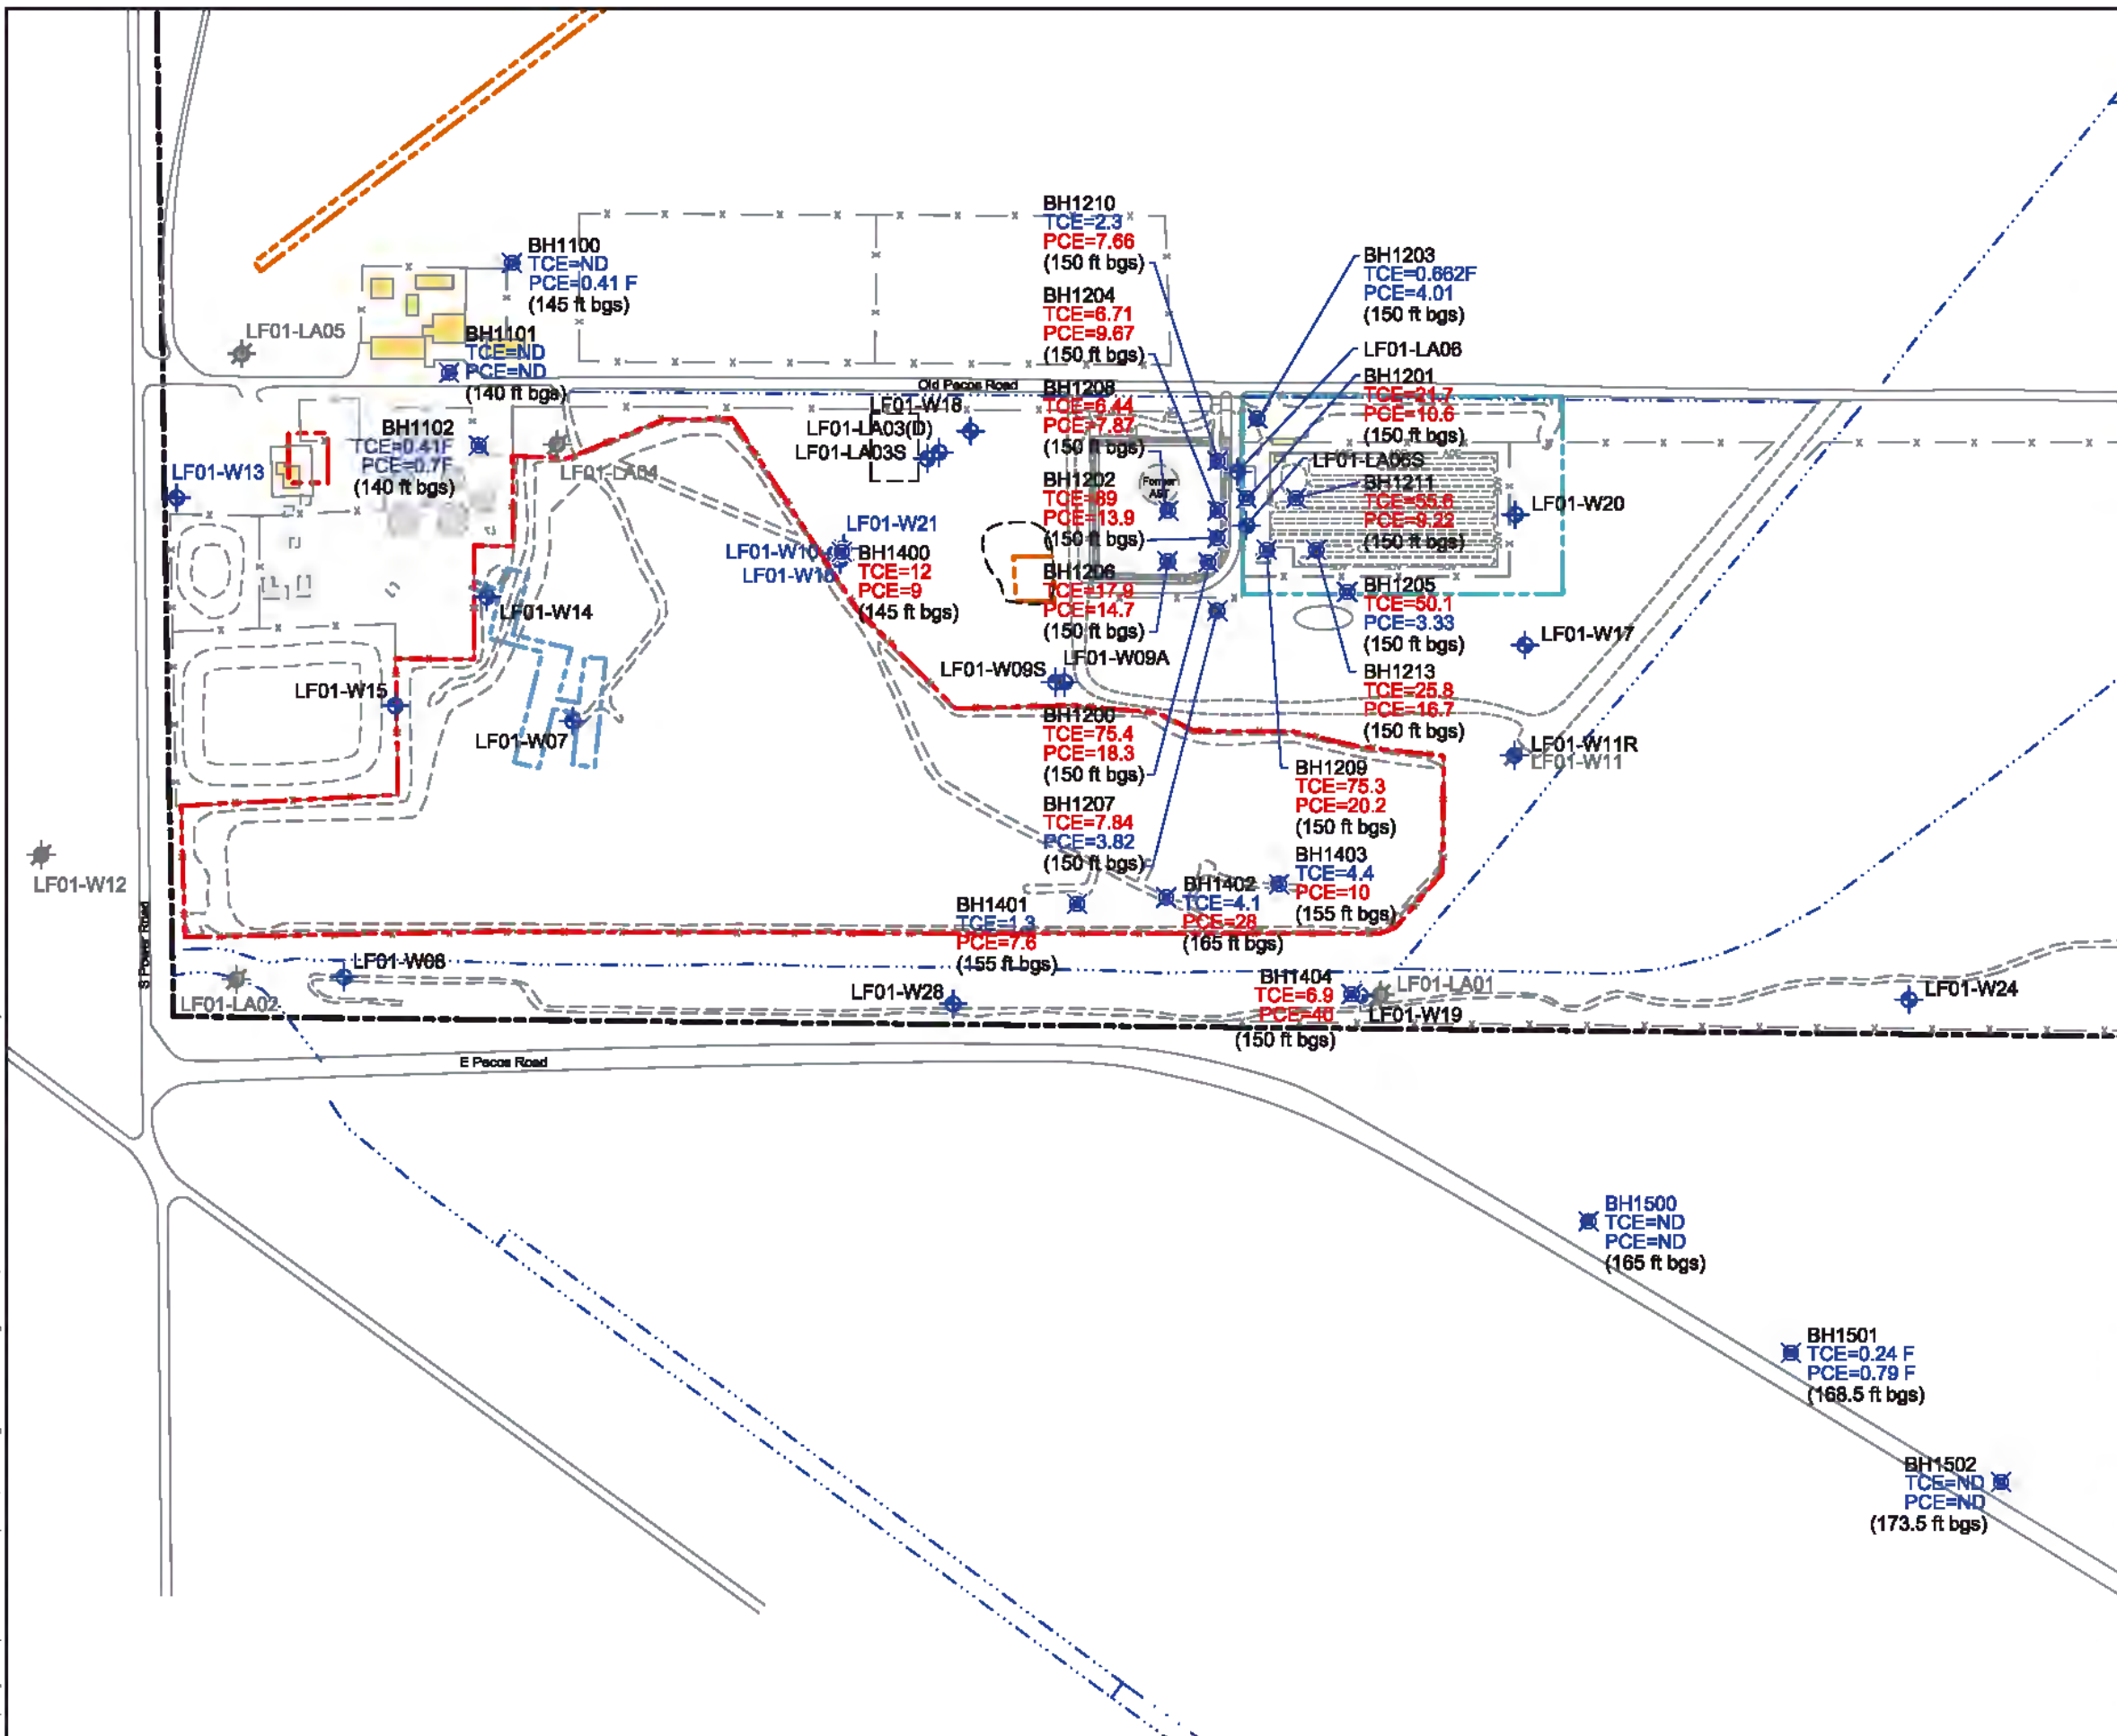 BH1210
TCE=2.3
PCE=7.66
(150 ft bgs)
BH1100
TCE=ND
PCE=0.41 F
(145 ft bgs)
BH1203
TCE=0.662F
PCE=4.01
(150 ft bgs)
BH1204
TCE=6.71
PCE=9.67
(150 ft bgs)
LF01-LA05
BH1101
TCE=ND
PCE=ND
(140 ft bgs)
LF01-LA06
BH1201
TCE=21.7
PCE=10.6
(150 ft bgs)
Old Pecos Road
BH1208
TCE=6.44
PCE=7.87
(150 ft bgs)
LF01-W18
LF01-LA03(D)
LF01-LA03S
BH1102
TCE=0.41F
PCE=0.7F
(140 ft bgs)
LF01-W13
LF01-LA04
LF01-LA06S
BH1211
TCE=55.6
PCE=9.22
(150 ft bgs)
BH1202
TCE=89
PCE=13.9
(150 ft bgs)
Former
AST
LF01-W20
LF01-W21
LF01-W10
LF01-W16
BH1400
TCE=12
PCE=9
(145 ft bgs)
BH1206
TCE=17.9
PCE=14.7
(150 ft bgs)
BH1205
TCE=50.1
PCE=3.33
(150 ft bgs)
LF01-W14
LF01-W17
LF01-W09S
LF01-W09A
BH1213
TCE=25.8
PCE=16.7
(150 ft bgs)
LF01-W15
LF01-W07
BH1200
TCE=75.4
PCE=18.3
(150 ft bgs)
LF01-W11R
LF01-W11
BH1209
TCE=75.3
PCE=20.2
(150 ft bgs)
BH1207
TCE=7.84
PCE=3.82
(150 ft bgs)
LF01-W12
BH1403
TCE=4.4
PCE=10
(155 ft bgs)
BH1402
TCE=4.1
PCE=28
(165 ft bgs)
BH1401
TCE=1.3
PCE=7.6
(155 ft bgs)
S Power Road
LF01-W08
LF01-LA02
LF01-W28
BH1404
TCE=6.9
PCE=40
(150 ft bgs)
LF01-LA01
LF01-W19
LF01-W24
E Pecos Road
BH1500
TCE=ND
PCE=ND
(165 ft bgs)
BH1501
TCE=0.24 F
PCE=0.79 F
(168.5 ft bgs)
BH1502
TCE=ND
PCE=ND
(173.5 ft bgs)